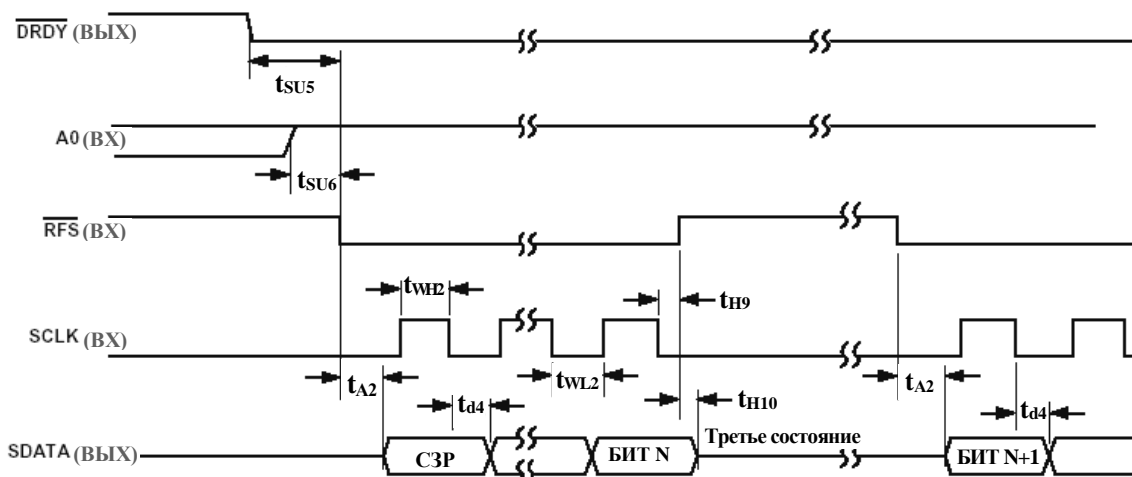 DRDY (ВЫХ)
tSU5
A0 (ВХ)
tSU6
RFS (ВХ)
tWH2
tH9
SCLK (ВХ)
tA2
td4
tWL2
tH10
tA2
td4
SDATA (ВЫХ)
СЗР
БИТ N
Третье состояние
БИТ N+1